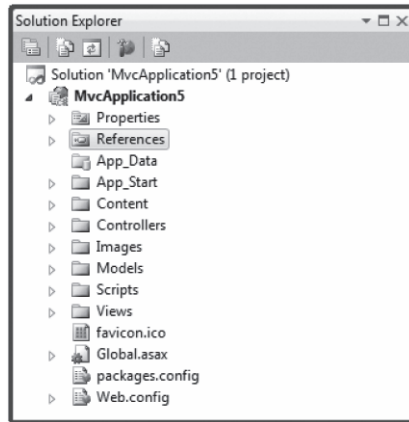 Solution Explorer
Solution 'MvcApplication5' (1 project)
MvcApplication5
Properties
References
App_Data
App_Start
Content
Controllers
Images
Models
Scripts
Views
favicon.ico
Global.asax
packages.config
Web.config